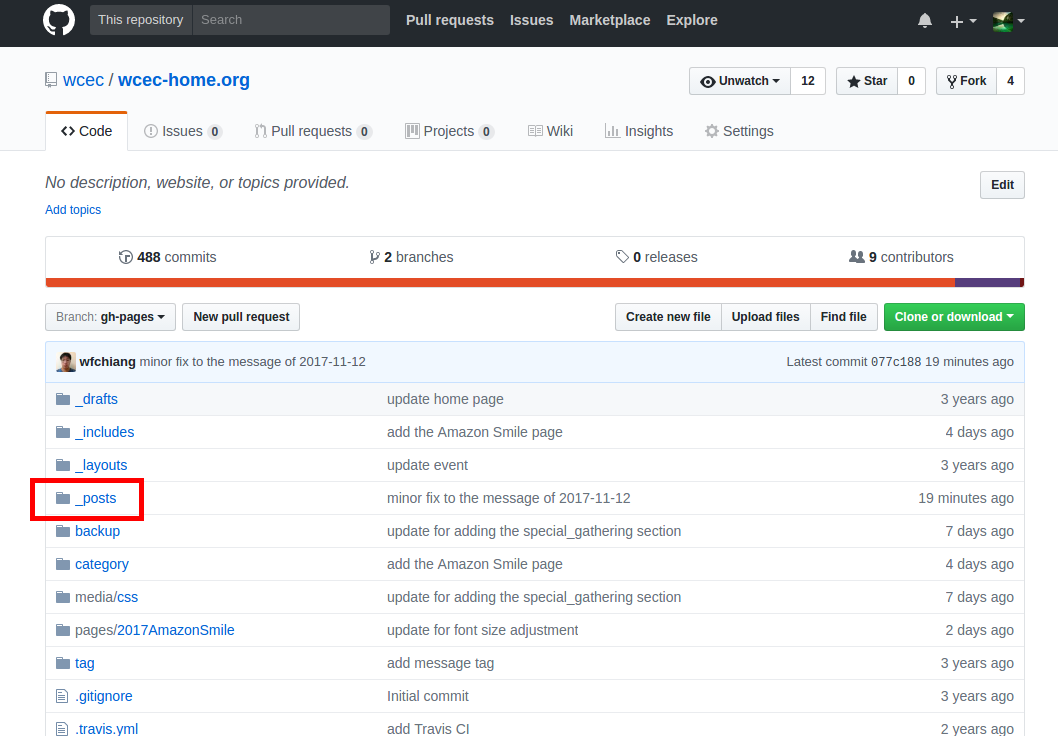 This repository Search Pull requests Issues Marketplace Explore
wcec / wcec-home.org Unwatch 12 Star 0 Fork 4
Code Issues 0 Pull requests 0 Projects 0 Wiki Insights Settings
No description, website, or topics provided. Edit
Add topics
488 commits 2 branches 0 releases 9 contributors
Branch: gh-pages New pull request Create new file Upload files Find file Clone or download
wfchiang minor fix to the message of 2017-11-12 Latest commit 077c188 19 minutes ago
_drafts update home page 3 years ago
_includes add the Amazon Smile page 4 days ago
_layouts update event 3 years ago
_posts minor fix to the message of 2017-11-12 19 minutes ago
backup update for adding the special_gathering section 7 days ago
category add the Amazon Smile page 4 days ago
media/css update for adding the special_gathering section 7 days ago
pages/2017AmazonSmile update for font size adjustment 2 days ago
tag add message tag 3 years ago
.gitignore Initial commit 3 years ago
.travis.yml add Travis CI 2 years ago